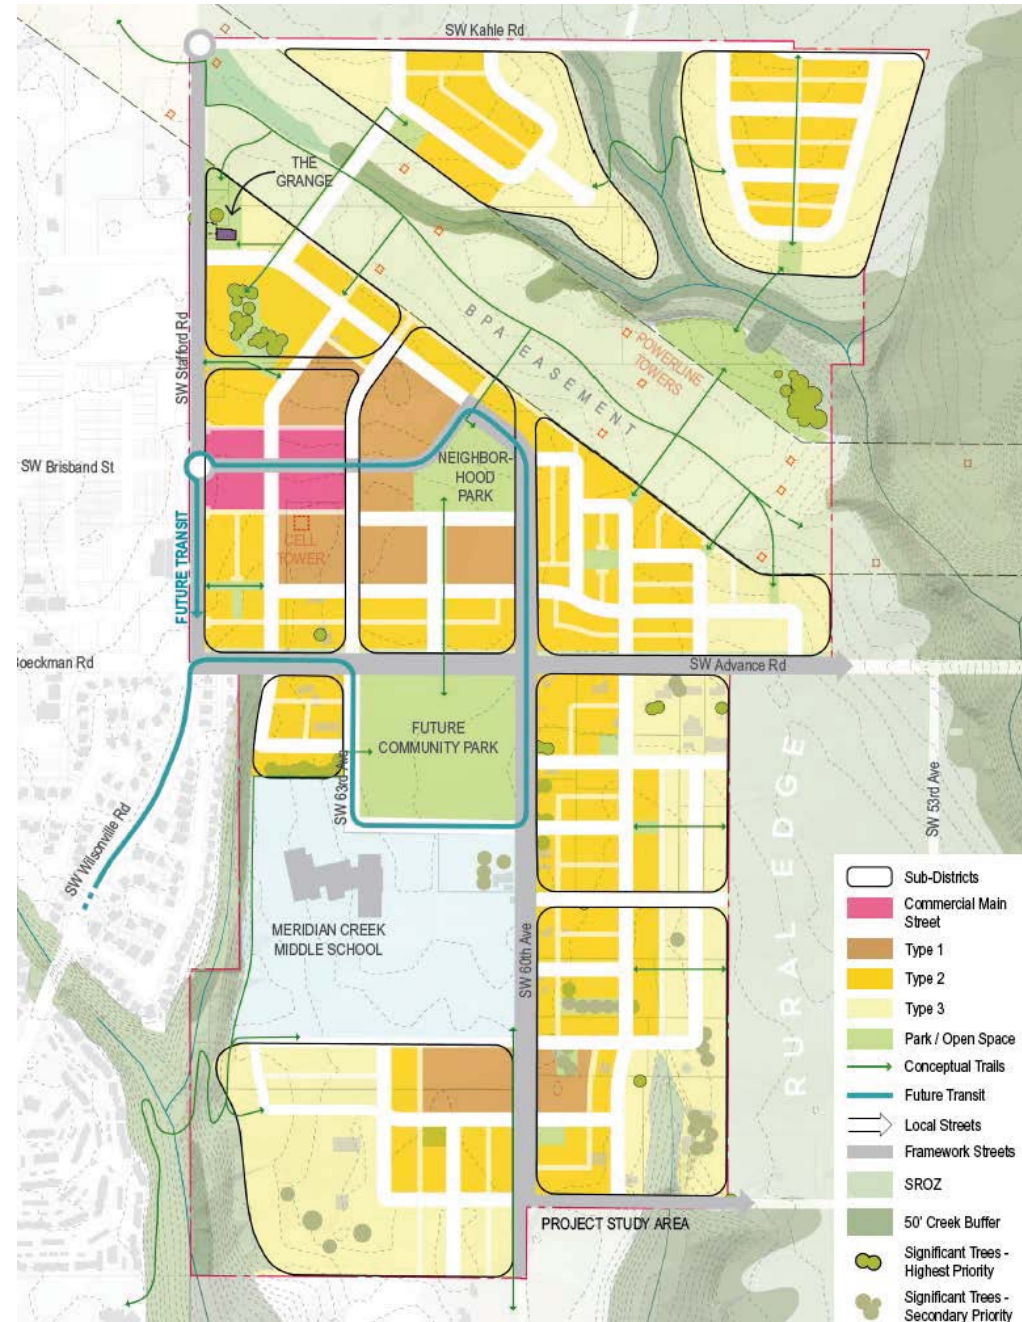 SW Kahle Rd
THE
GRANGE
SW Stafford Rd
BPA EASEMENT
POWERLINE
TOWERS
SW Brisband St
NEIGHBOR-
HOOD
PARK
CELL
TOWER
FUTURE TRANSIT
Boeckman Rd
SW Advance Rd
FUTURE
COMMUNITY PARK
SW 63rd Ave
SW Wilsonville Rd
SW 53rd Ave
RURAL EDGE
MERIDIAN CREEK
MIDDLE SCHOOL
SW 60th Ave
PROJECT STUDY AREA
Sub-Districts
Commercial Main
Street
Type 1
Type 2
Type 3
Park / Open Space
Conceptual Trails
Future Transit
Local Streets
Framework Streets
SROZ
50' Creek Buffer
Significant Trees -
Highest Priority
Significant Trees -
Secondary Priority